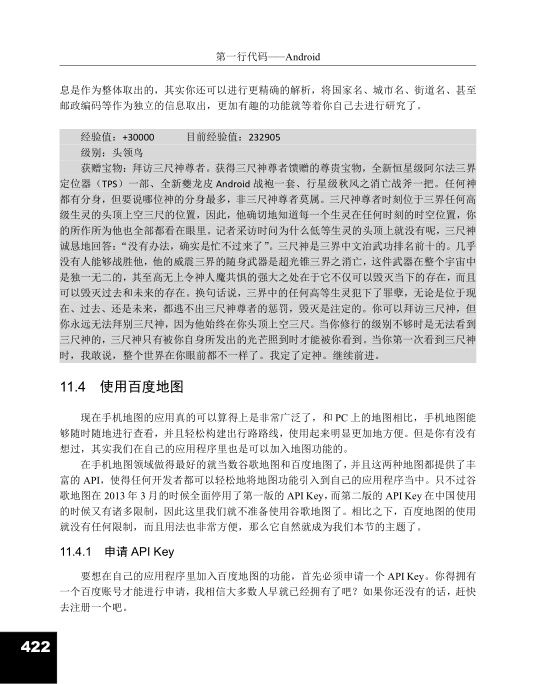 第一行代码——Android
息是作为整体取出的，其实你还可以进行更精确的解析，将国家名、城市名、街道名、甚至
邮政编码等作为独立的信息取出，更加有趣的功能就等着你自己去进行研究了。
经验值：+30000 目前经验值：232905
级别：头领鸟
获赠宝物：拜访三尺神尊者。获得三尺神尊者馈赠的尊贵宝物，全新恒星级阿尔法三界
定位器（TPS）一部、全新夔龙皮 Android 战袍一套、行星级秋风之消亡战斧一把。任何神
都有分身，但要说哪位神的分身最多，非三尺神尊者莫属。三尺神尊者时刻位于三界任何高
级生灵的头顶上空三尺的位置，因此，他确切地知道每一个生灵在任何时刻的时空位置，你
的所作所为他也全部都看在眼里。记者采访时问为什么低等生灵的头顶上就没有呢，三尺神
诚恳地回答：“没有办法，确实是忙不过来了”。三尺神是三界中文治武功排名前十的。几乎
没有人能够战胜他，他的威震三界的随身武器是超光锥三界之消亡，这件武器在整个宇宙中
是独一无二的，其至高无上令神人魔共惧的强大之处在于它不仅可以毁灭当下的存在，而且
可以毁灭过去和未来的存在。换句话说，三界中的任何高等生灵犯下了罪孽，无论是位于现
在、过去、还是未来，都逃不出三尺神尊者的惩罚，毁灭是注定的。你可以拜访三尺神，但
你永远无法拜别三尺神，因为他始终在你头顶上空三尺。当你修行的级别不够时是无法看到
三尺神的，三尺神只有被你自身所发出的光芒照到时才能被你看到。当你第一次看到三尺神
时，我敢说，整个世界在你眼前都不一样了。我定了定神。继续前进。
11.4 使用百度地图
现在手机地图的应用真的可以算得上是非常广泛了，和 PC 上的地图相比，手机地图能
够随时随地进行查看，并且轻松构建出行路路线，使用起来明显更加地方便。但是你有没有
想过，其实我们在自己的应用程序里也是可以加入地图功能的。
在手机地图领域做得最好的就当数谷歌地图和百度地图了，并且这两种地图都提供了丰
富的 API，使得任何开发者都可以轻松地将地图功能引入到自己的应用程序当中。只不过谷
歌地图在 2013 年 3 月的时候全面停用了第一版的 API Key，而第二版的 API Key 在中国使用
的时候又有诸多限制，因此这里我们就不准备使用谷歌地图了。相比之下，百度地图的使用
就没有任何限制，而且用法也非常方便，那么它自然就成为我们本节的主题了。
11.4.1 申请 API Key
要想在自己的应用程序里加入百度地图的功能，首先必须申请一个 API Key。你得拥有
一个百度账号才能进行申请，我相信大多数人早就已经拥有了吧？如果你还没有的话，赶快
去注册一个吧。
422